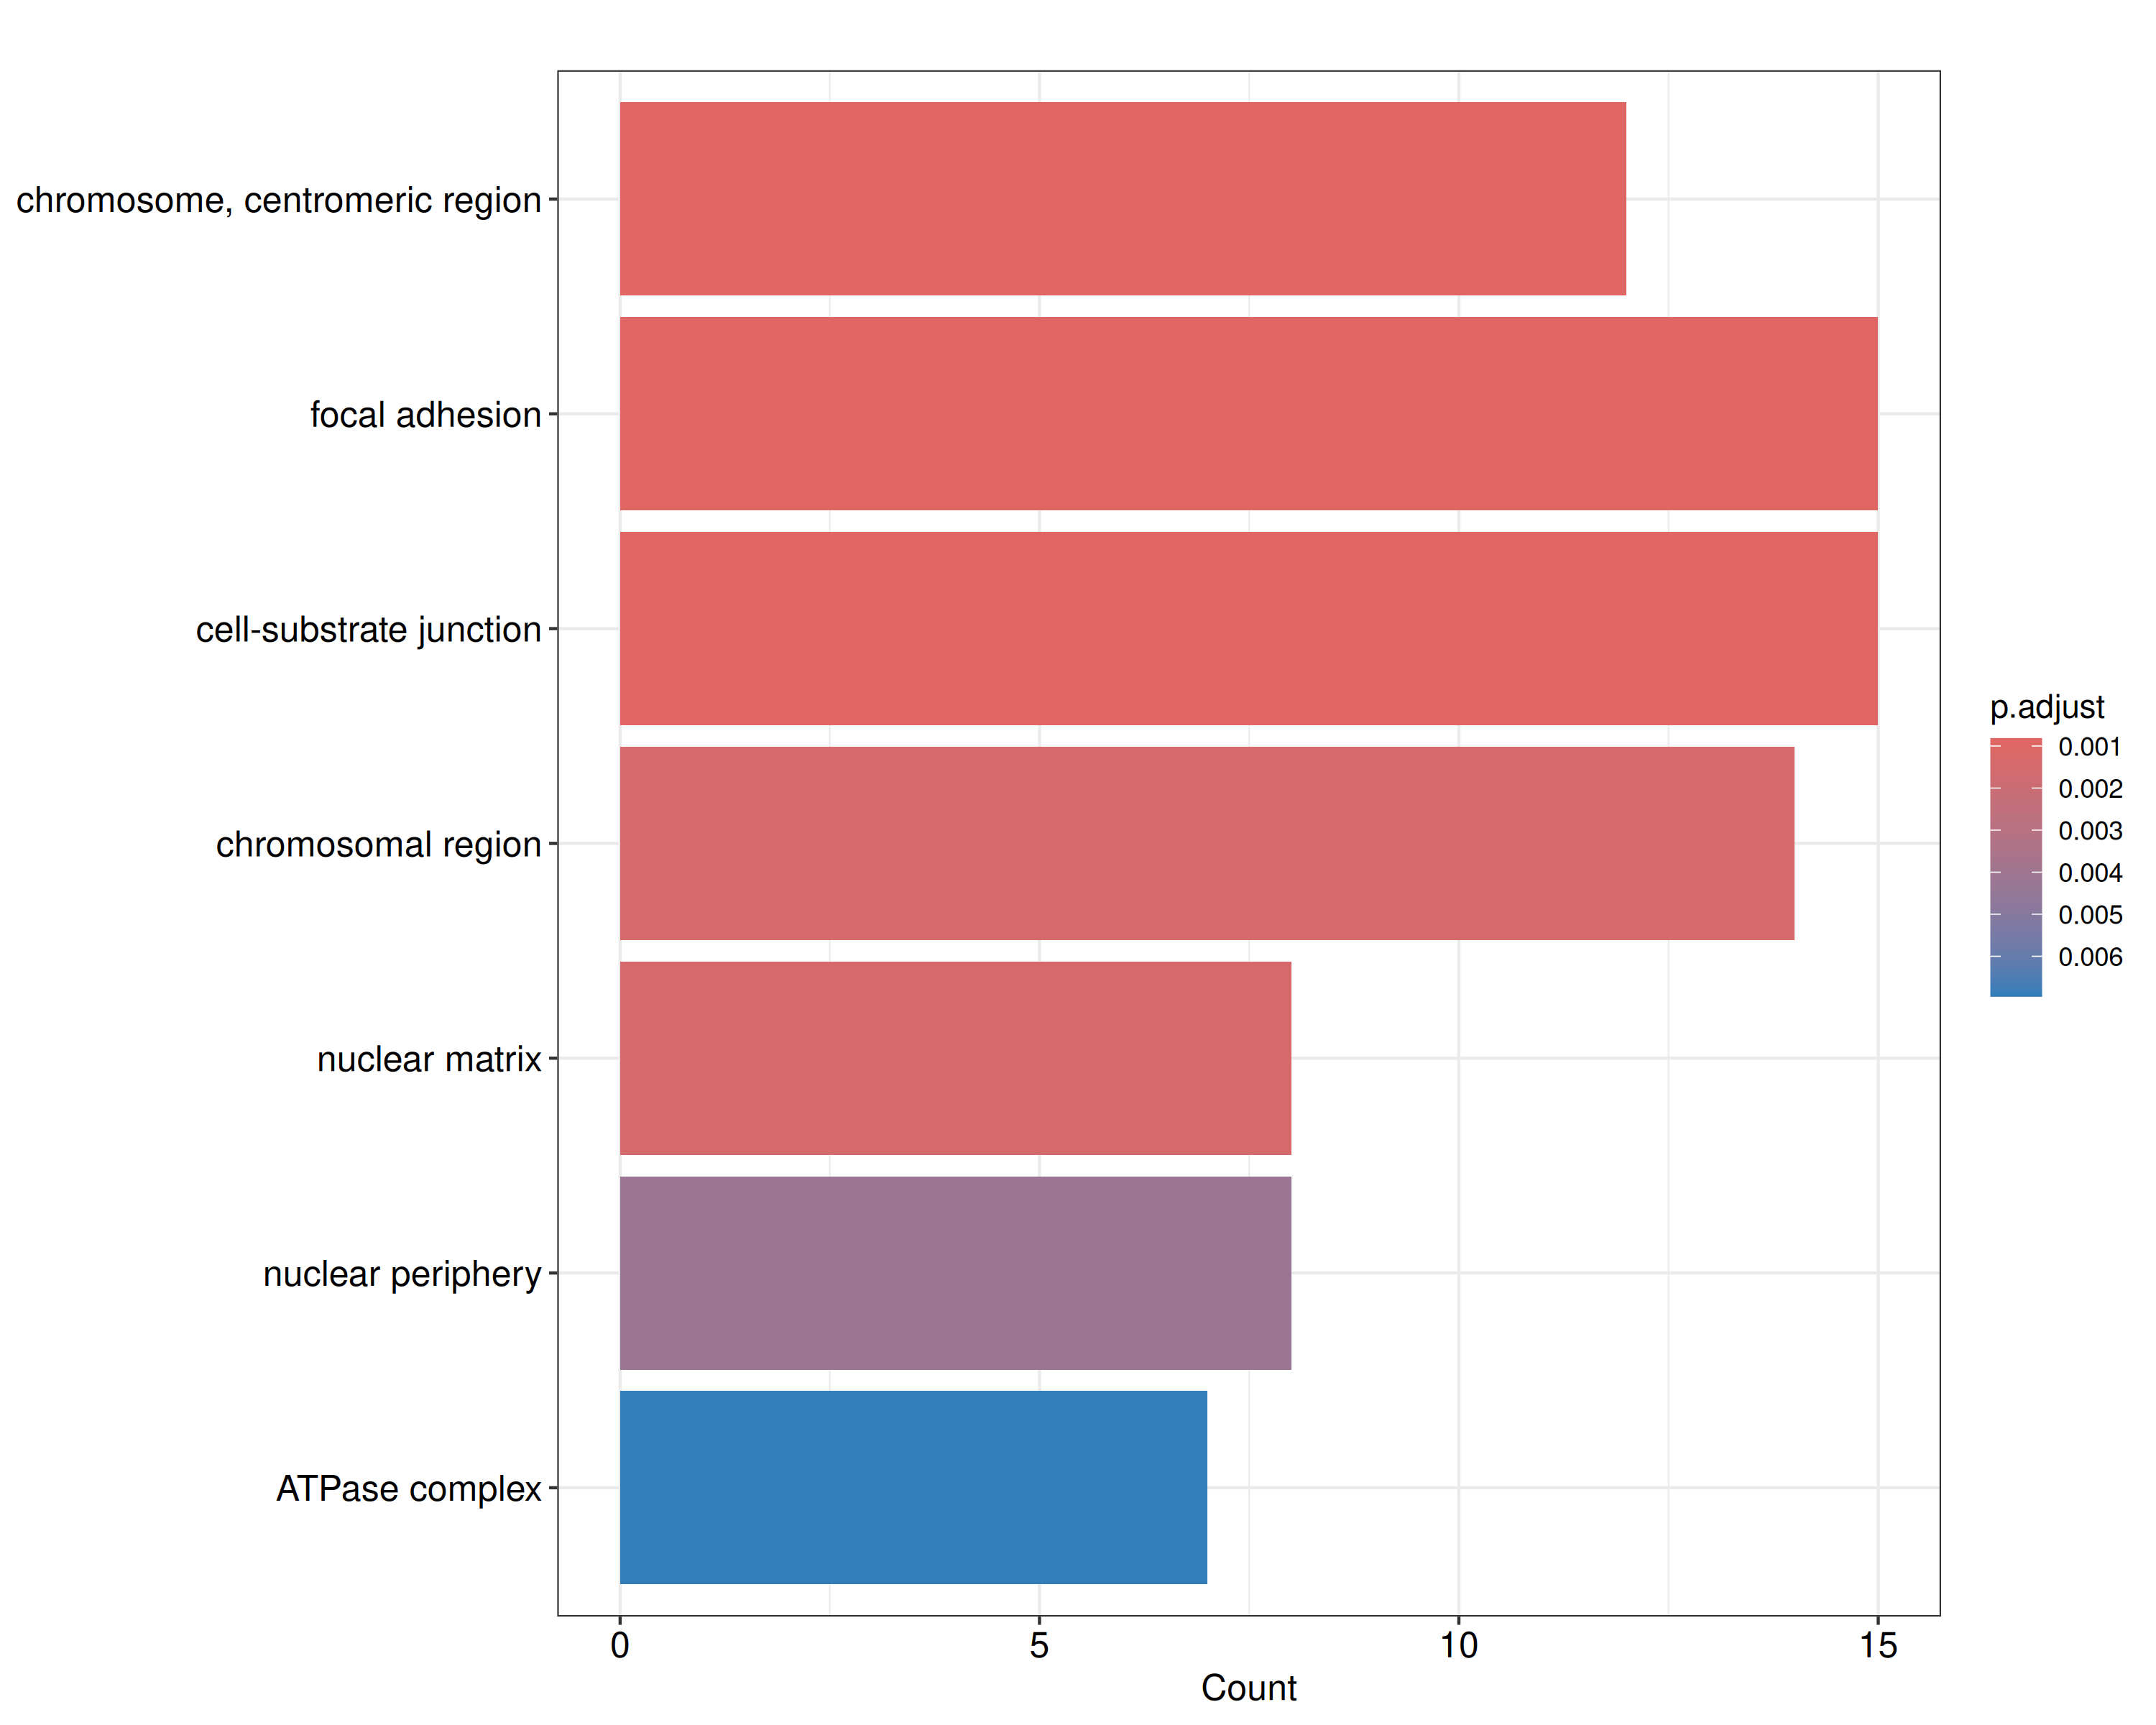 chromosome, centromeric region
focal adhesion
cell-substrate junction
chromosomal region
nuclear matrix
nuclear periphery
ATPase complex
0 5 10 15
Count
p.adjust
0.001
0.002
0.003
0.004
0.005
0.006